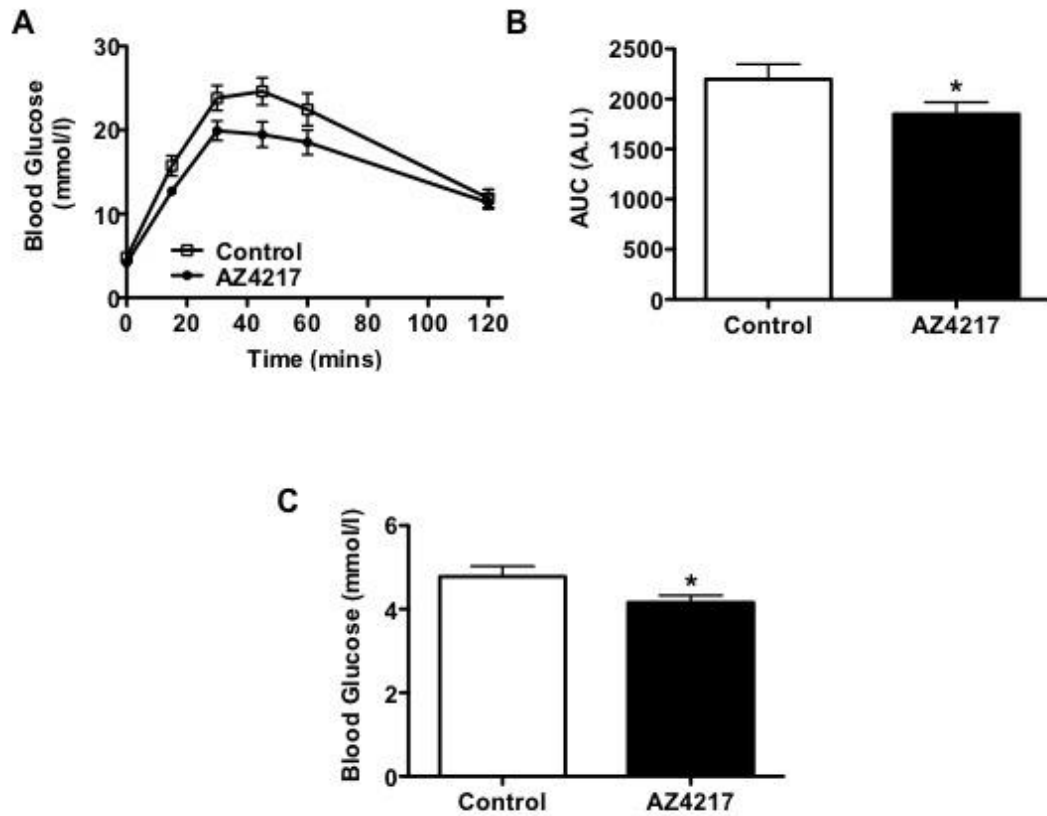 A
Blood Glucose
(mmol/l)
30
20
10
0
Control
AZ4217
0 20 40 60 80 100 120
Time (mins)
B
AUC (A.U.)
2500
2000
1500
1000
500
0
*
Control AZ4217
C
Blood Glucose (mmol/l)
6
4
2
0
*
Control AZ4217